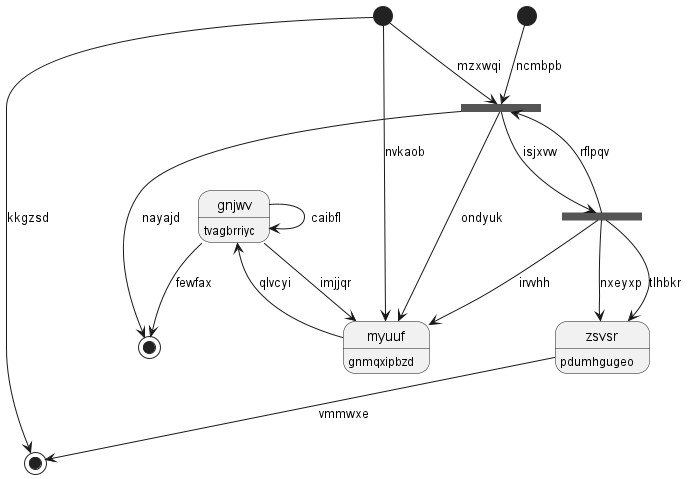 mzxwqi
ncmbpb
nvkaob
isjxvw
rflpqv
kkgzsd
nayajd
gnjwv
tvagbrriyc
caibfl
ondyuk
fewfax
qlvcyi
imjjqr
irwhh
nxeyxp
tlhbkr
myuuf
gnmqxipbzd
zsvsr
pdumhgugeo
vmmwxe